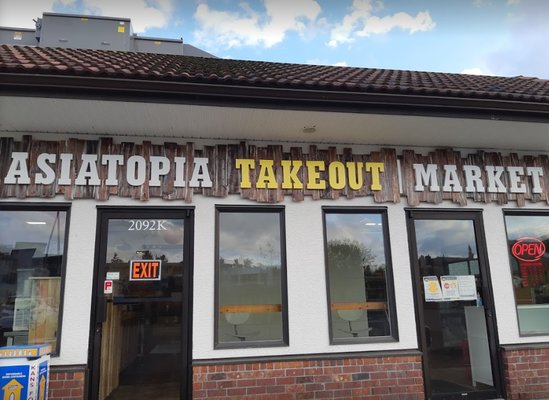 ASIATOPIA TAKEOUT MARKET
2092K
EXIT
OPEN